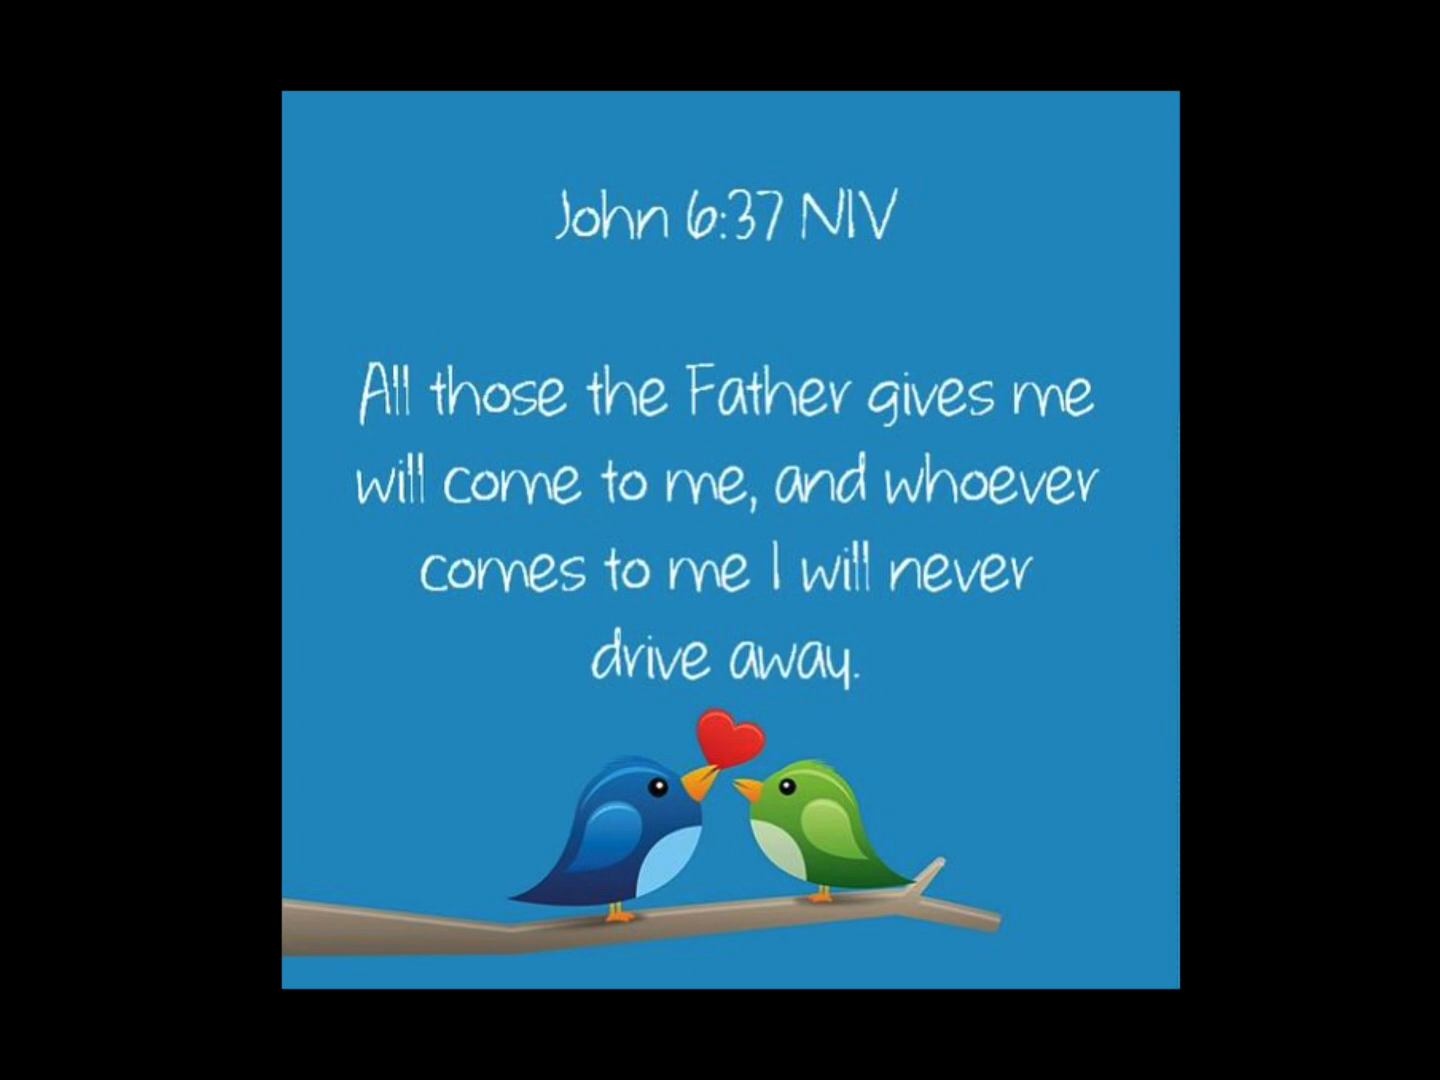 John 6:37 NIV
All those the Father gives me
will come to me, and whoever
comes to me I will never
drive away.